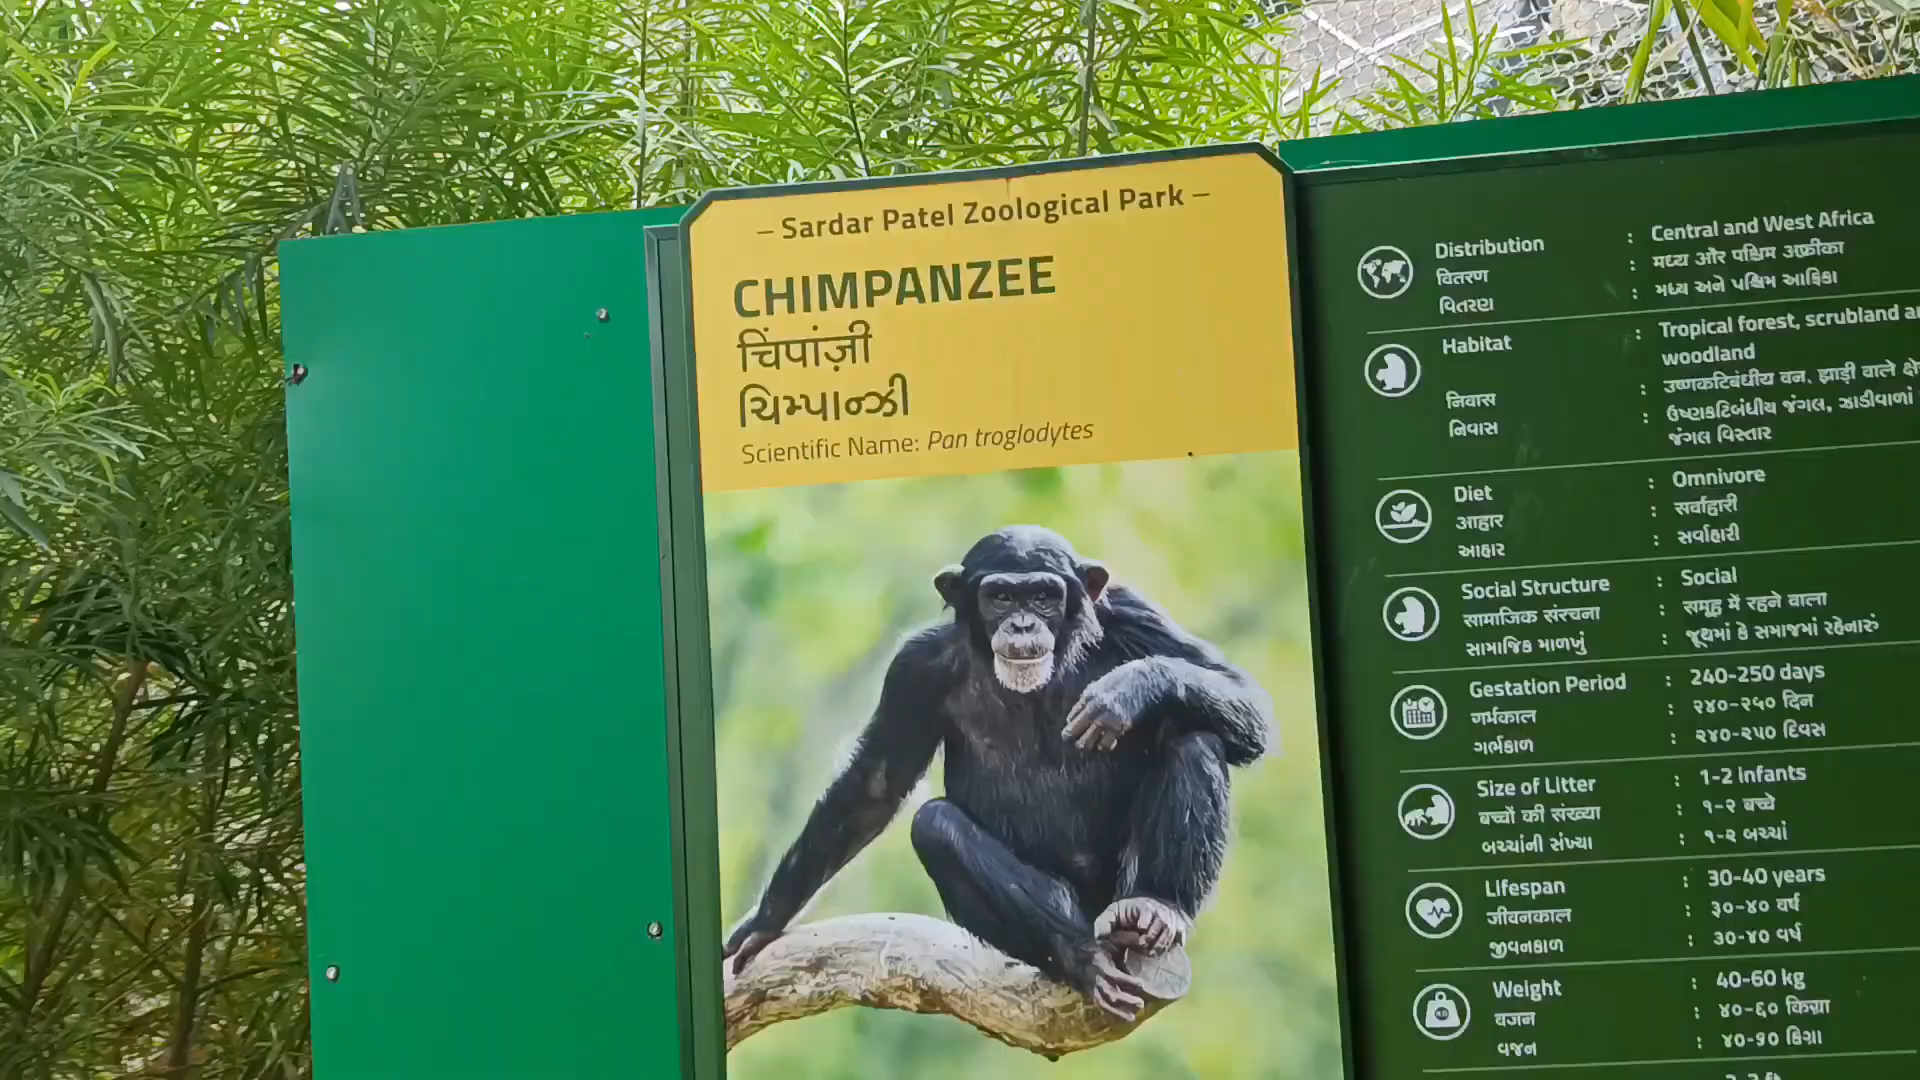 – Sardar Patel Zoological Park –
CHIMPANZEE
चिंपांज़ी
ચિમ્પાન્ઝી
Scientific Name: Pan troglodytes
Distribution : Central and West Africa
वितरण : मध्य और पश्चिम अफ्रीका
વિતરણ : મધ્ય અને પશ્ચિમ આફ્રિકા
Habitat : Tropical forest, scrubland
woodland
निवास : उष्णकटिबंधीय वन, झाड़ी वाले
નિવાસ : ઉષ્ણકટિબંધીય જંગલ, ઝાડીવાળાં
જંગલ વિસ્તાર
Diet : Omnivore
आहार : सर्वाहारी
આહાર : સર્વાહારી
Social Structure : Social
सामाजिक संरचना : समूह में रहने वाला
સામાજિક માળખું : જૂથમાં કે સમાજમાં રહેનારું
Gestation Period : 240-250 days
गर्भकाल : २४०-२५० दिन
ગર્ભકાળ : ૨૪૦-૨૫૦ દિવસ
Size of Litter : 1-2 infants
बच्चों की संख्या : १-२ बच्चे
બચ્ચાંની સંખ્યા : ૧-૨ બચ્ચાં
Lifespan : 30-40 years
जीवनकाल : ३०-४० वर्ष
જીવનકાળ : ૩૦-૪૦ વર્ષ
Weight : 40-60 kg
वजन : ४०-६० किग्रा
વજન : ૪૦-૬૦ કિગ્રા